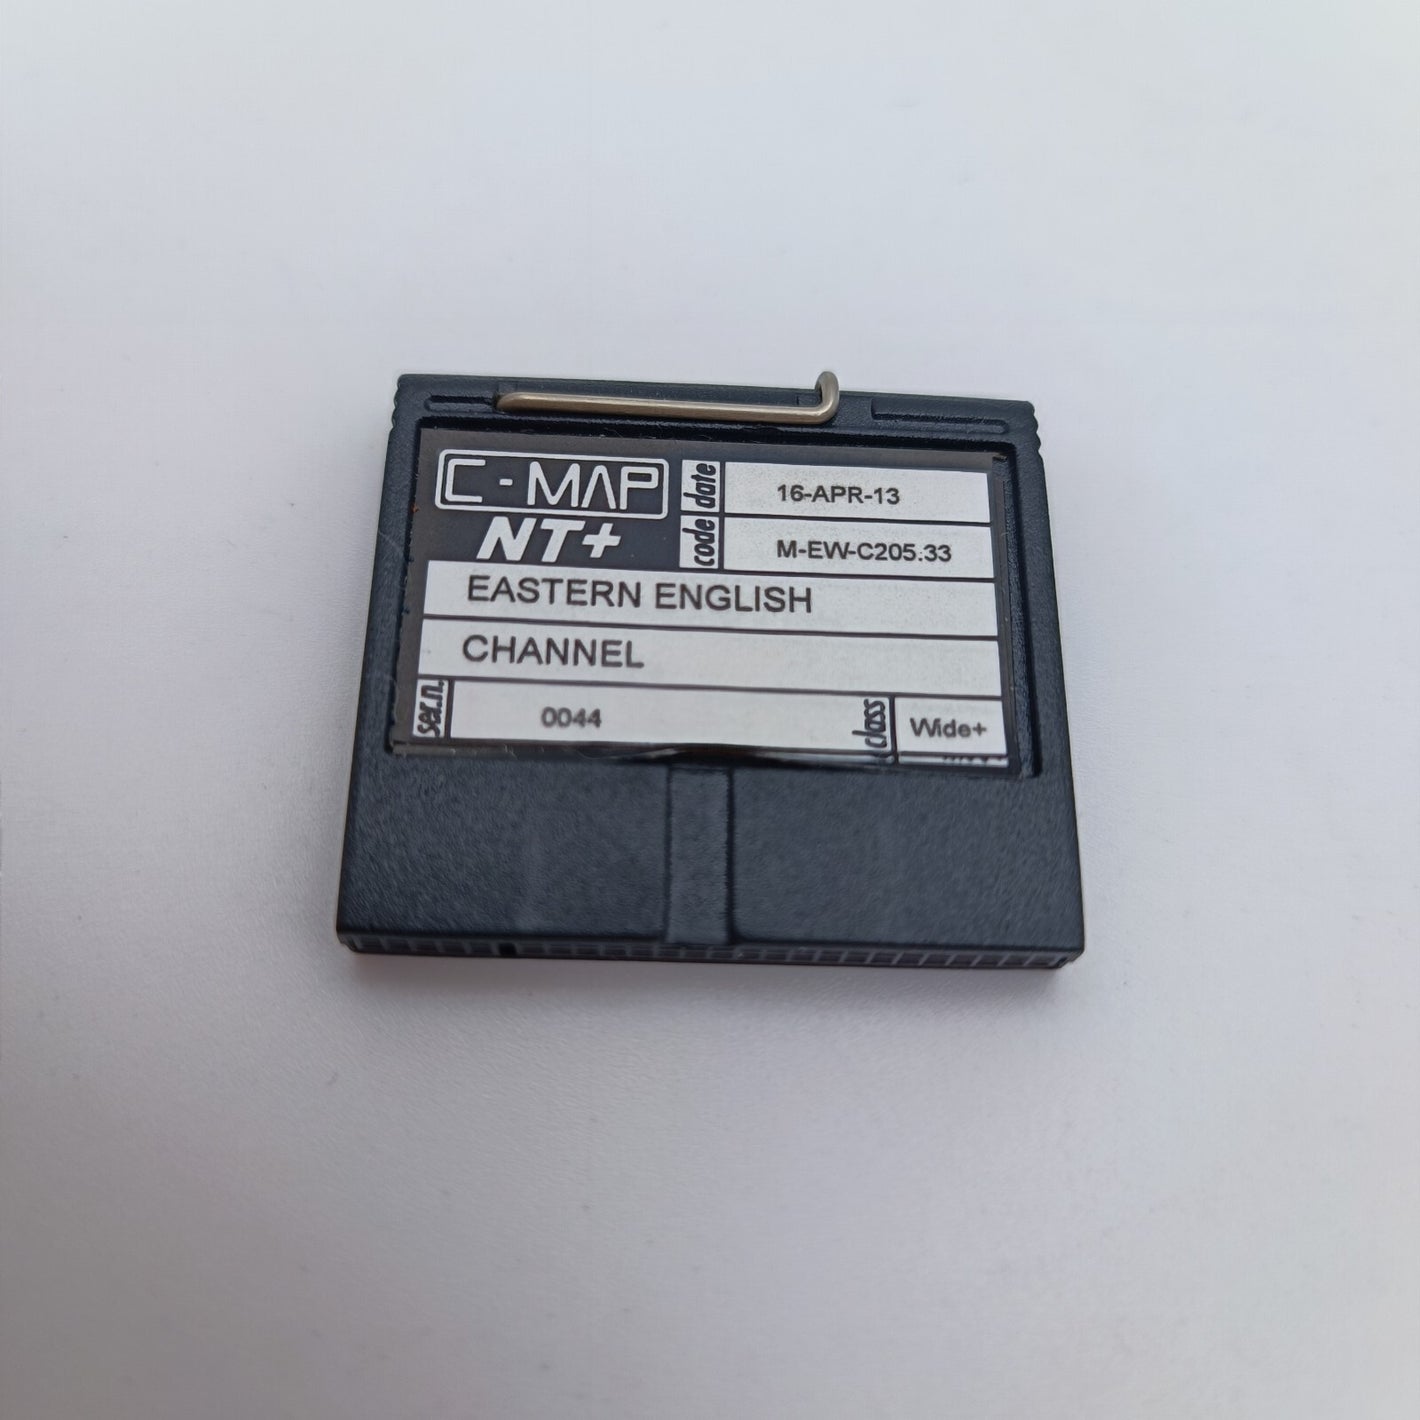 C-MAP
NT+
date 16-APR-13
code M-EW-C205.33
EASTERN ENGLISH
CHANNEL
ser.n. 0044
class Wide+